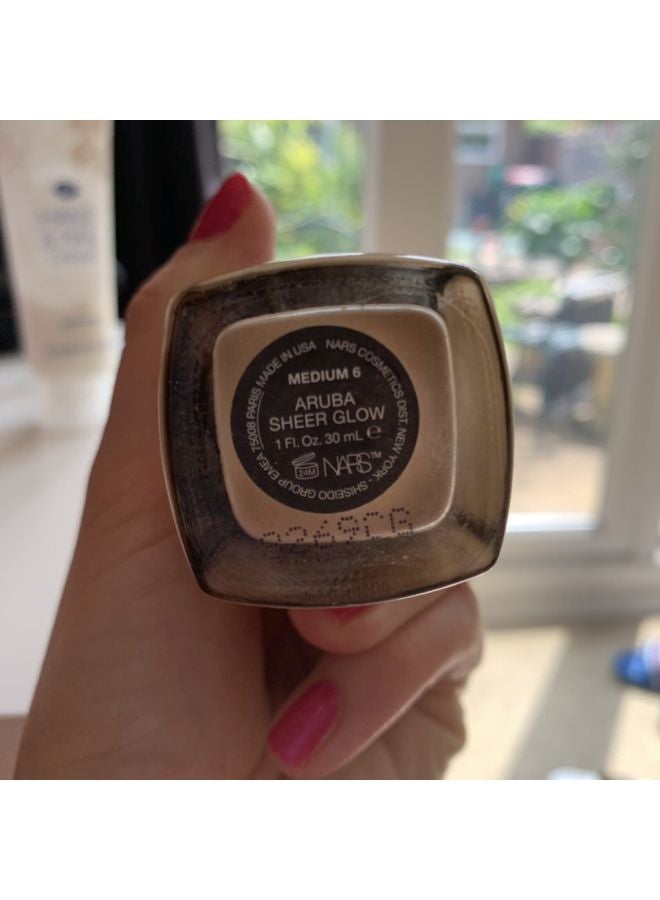 MEDIUM 6
ARUBA
SHEER GLOW
1 Fl. Oz. 30 mL ℮
24M NARS™
MADE IN USA . NARS COSMETICS DIST. NEW YORK - SHISEIDO GROUP EMEA 75008 PARIS